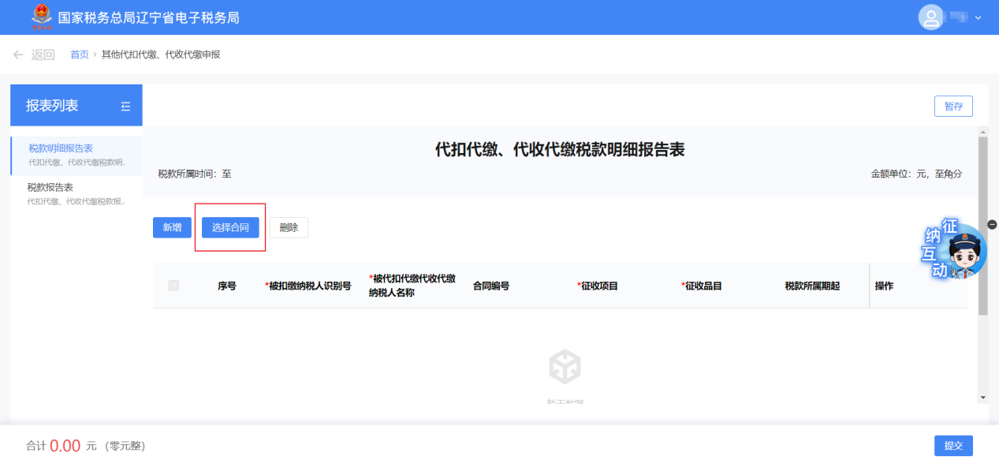 国家税务总局辽宁省电子税务局
返回 首页 › 其他代扣代缴、代收代缴申报
报表列表
暂存
税款明细报告表
代扣代缴、代收代缴税款明.
税款报告表
代扣代缴、代收代缴税款报..
代扣代缴、代收代缴税款明细报告表
税款所属时间：至
金额单位：元，至角分
新增 选择合同 删除
征纳互动
序号 *被扣缴纳税人识别号 *被代扣代缴代收代缴 合同编号 *征收项目 *征收品目 税款所属期起 操作
纳税人名称
暂无数据
合计 0.00 元 (零元整)
提交